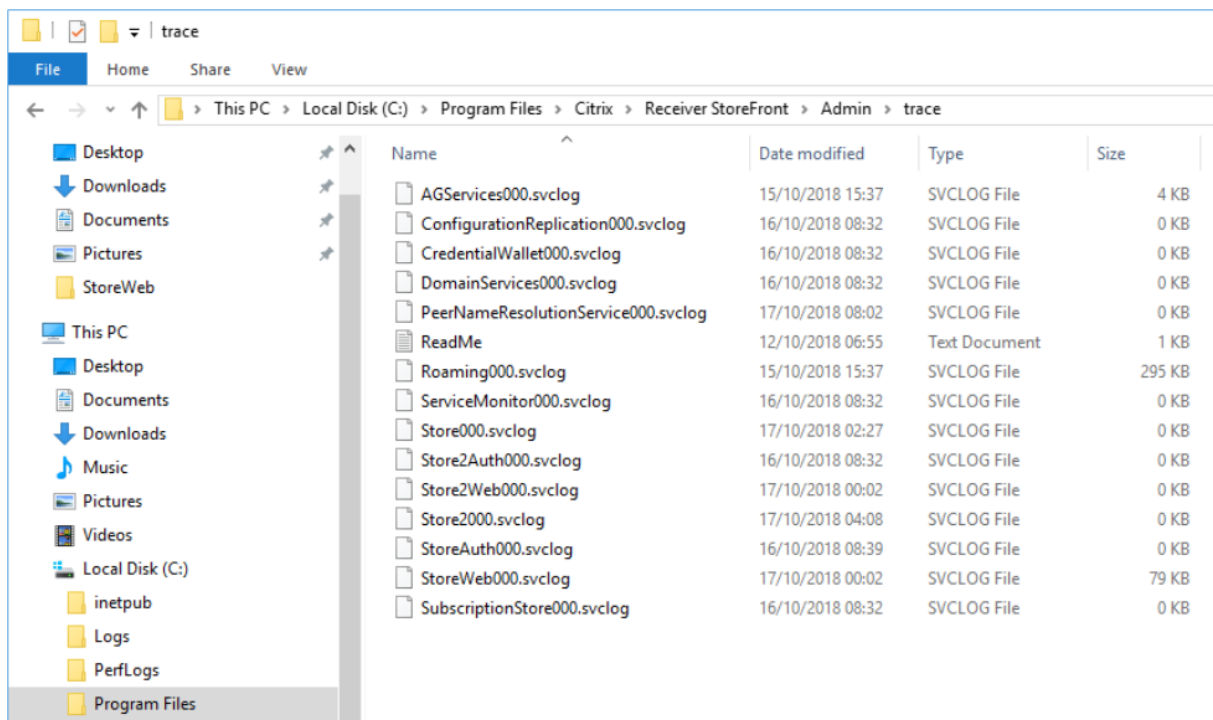 trace
File Home Share View
This PC > Local Disk (C:) > Program Files > Citrix > Receiver StoreFront > Admin > trace
Desktop
Downloads
Documents
Pictures
StoreWeb
This PC
Desktop
Documents
Downloads
Music
Pictures
Videos
Local Disk (C:)
inetpub
Logs
PerfLogs
Program Files
Name Date modified Type Size
AGServices000.svclog 15/10/2018 15:37 SVCLOG File 4 KB
ConfigurationReplication000.svclog 16/10/2018 08:32 SVCLOG File 0 KB
CredentialWallet000.svclog 16/10/2018 08:32 SVCLOG File 0 KB
DomainServices000.svclog 16/10/2018 08:32 SVCLOG File 0 KB
PeerNameResolutionService000.svclog 17/10/2018 08:02 SVCLOG File 0 KB
ReadMe 12/10/2018 06:55 Text Document 1 KB
Roaming000.svclog 15/10/2018 15:37 SVCLOG File 295 KB
ServiceMonitor000.svclog 16/10/2018 08:32 SVCLOG File 0 KB
Store000.svclog 17/10/2018 02:27 SVCLOG File 0 KB
Store2Auth000.svclog 16/10/2018 08:32 SVCLOG File 0 KB
Store2Web000.svclog 17/10/2018 00:02 SVCLOG File 0 KB
Store2000.svclog 17/10/2018 04:08 SVCLOG File 0 KB
StoreAuth000.svclog 16/10/2018 08:39 SVCLOG File 0 KB
StoreWeb000.svclog 17/10/2018 00:02 SVCLOG File 79 KB
SubscriptionStore000.svclog 16/10/2018 08:32 SVCLOG File 0 KB